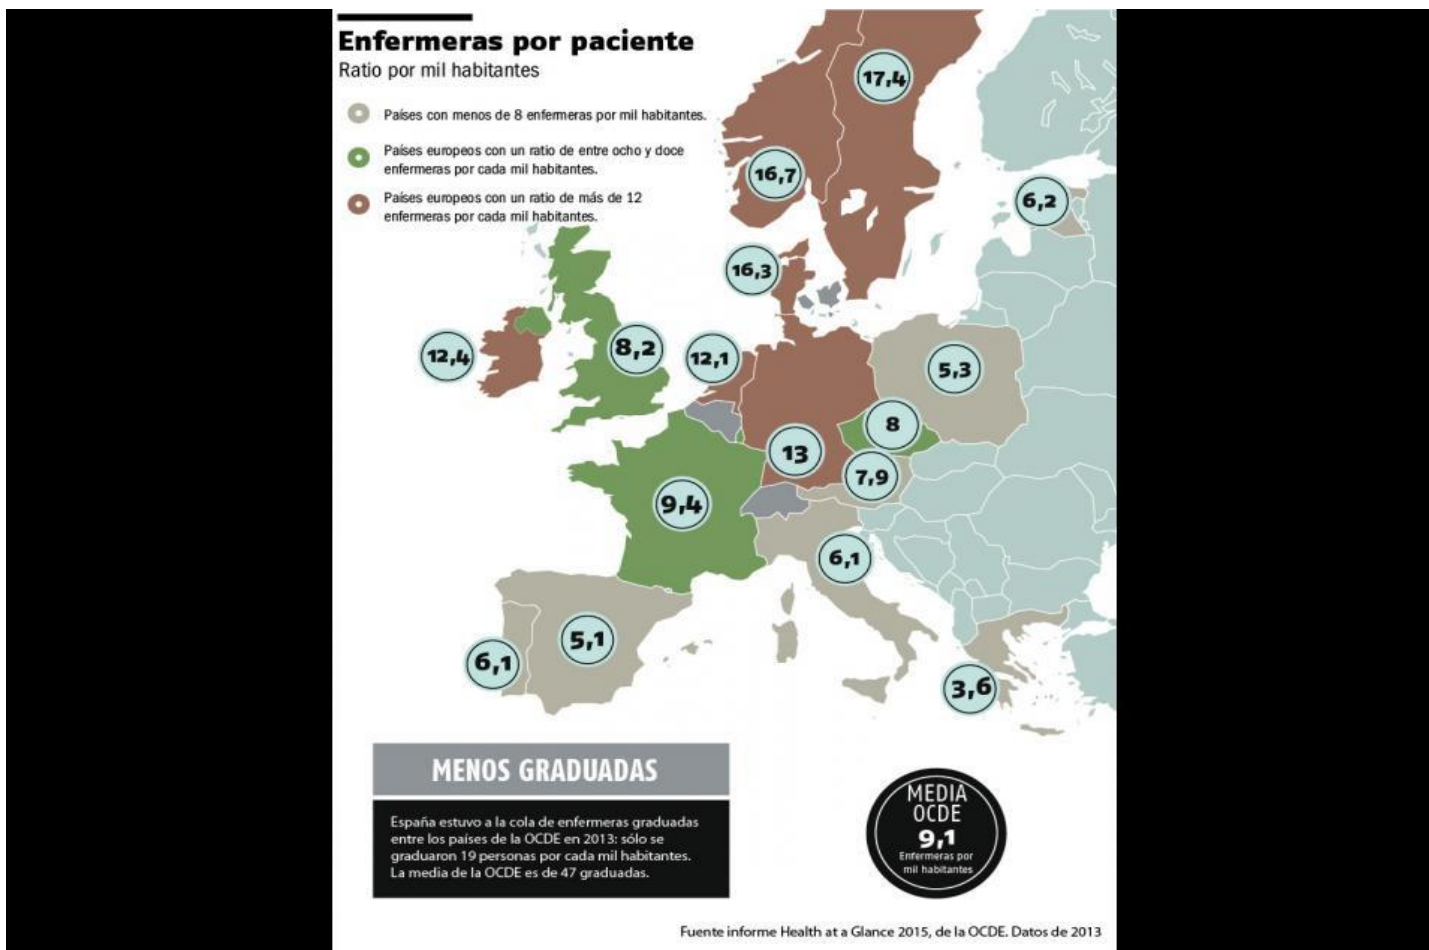 Enfermeras por paciente
Ratio por mil habitantes
Países con menos de 8 enfermeras por mil habitantes.
Países europeos con un ratio de entre ocho y doce
enfermeras por cada mil habitantes.
Países europeos con un ratio de más de 12
enfermeras por cada mil habitantes.
17,4
16,7
6,2
16,3
12,4
8,2
12,1
5,3
8
13
7,9
9,4
6,1
5,1
6,1
3,6
MENOS GRADUADAS
España estuvo a la cola de enfermeras graduadas
entre los países de la OCDE en 2013: sólo se
graduaron 19 personas por cada mil habitantes.
La media de la OCDE es de 47 graduadas.
MEDIA
OCDE
9,1
Enfermeras por
mil habitantes
Fuente informe Health at a Glance 2015, de la OCDE. Datos de 2013